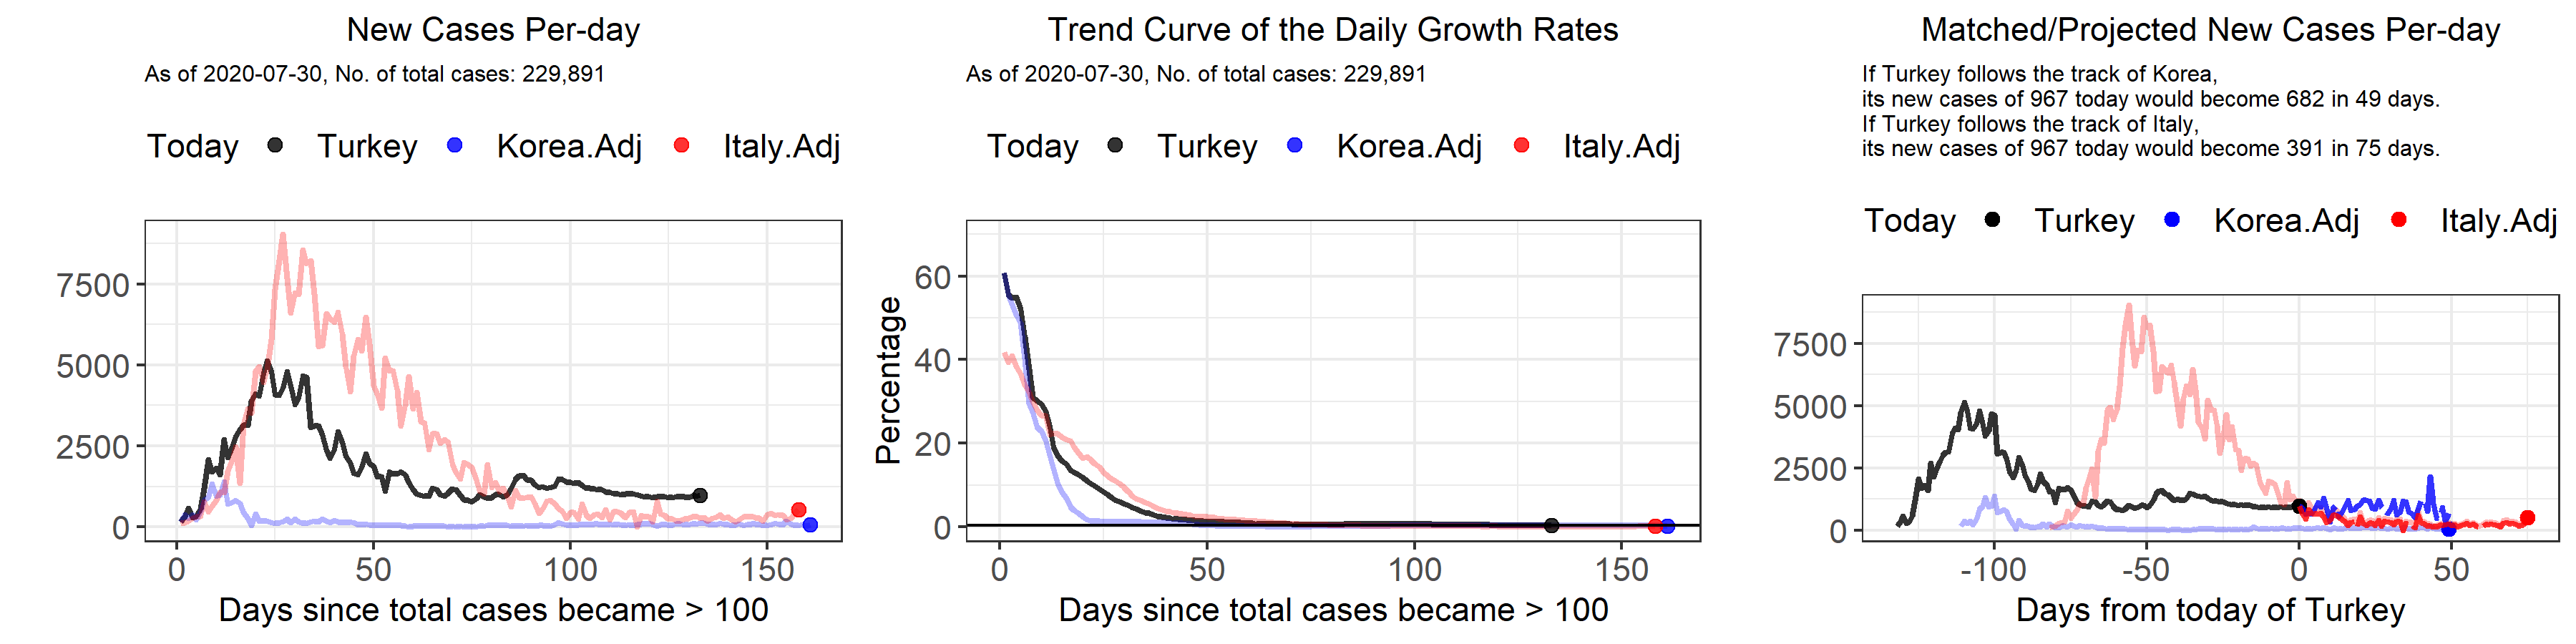 New Cases Per-day
As of 2020-07-30, No. of total cases: 229,891
Today Turkey Korea.Adj Italy.Adj
7500
5000
2500
0
0 50 100 150
Days since total cases became > 100
Trend Curve of the Daily Growth Rates
As of 2020-07-30, No. of total cases: 229,891
Today Turkey Korea.Adj Italy.Adj
Percentage
60
40
20
0
0 50 100 150
Days since total cases became > 100
Matched/Projected New Cases Per-day
If Turkey follows the track of Korea,
its new cases of 967 today would become 682 in 49 days.
If Turkey follows the track of Italy,
its new cases of 967 today would become 391 in 75 days.
Today Turkey Korea.Adj Italy.Adj
7500
5000
2500
0
-100 -50 0 50
Days from today of Turkey